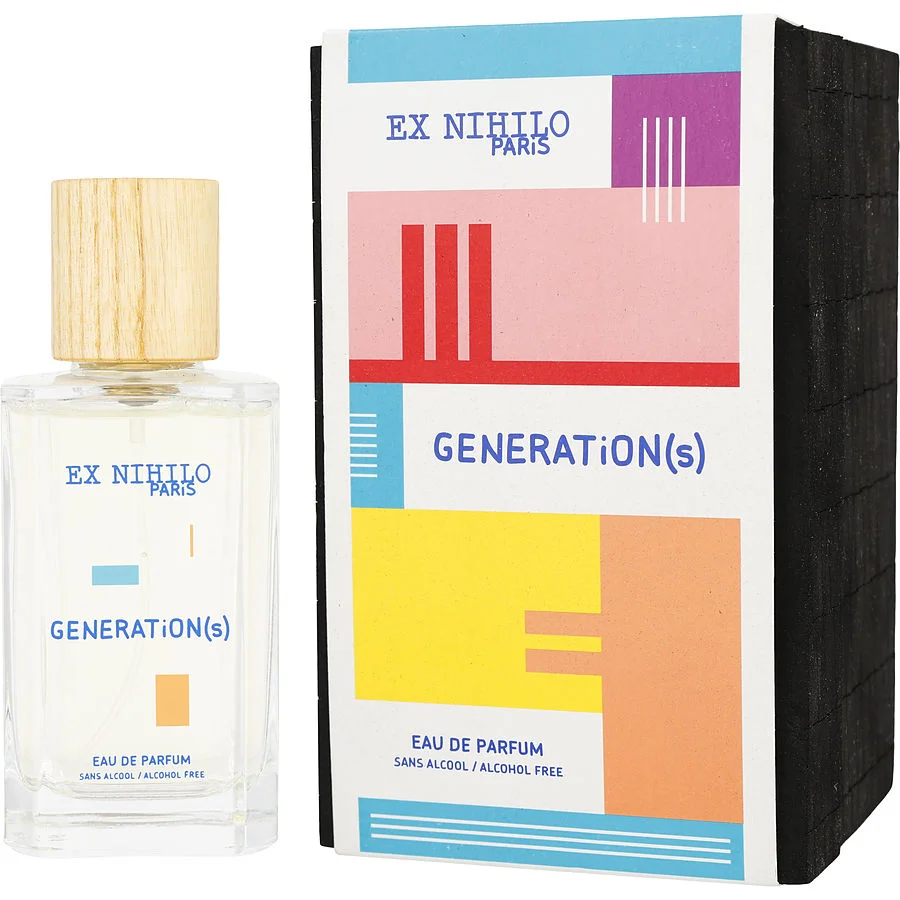 EX NIHILO
PARiS
GENERATiON(s)
EAU DE PARFUM
SANS ALCOOL / ALCOHOL FREE
EX NIHILO
PARiS
GENERATiON(s)
EAU DE PARFUM
SANS ALCOOL / ALCOHOL FREE